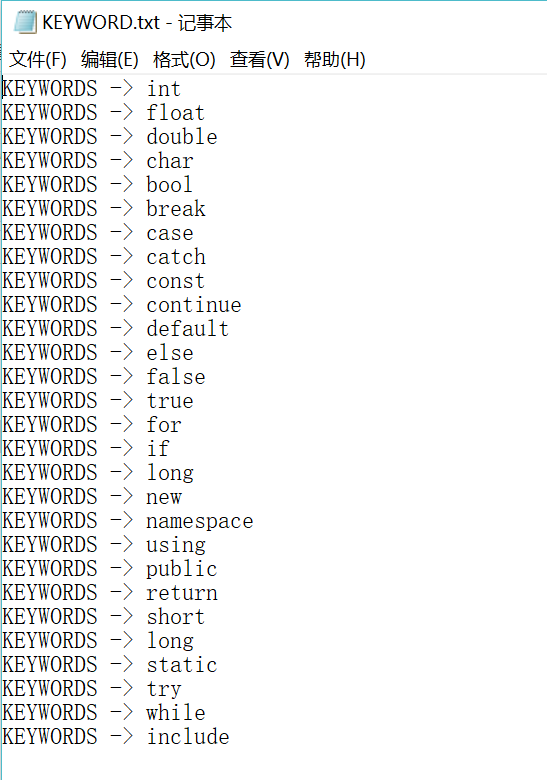 KEYWORD.txt - 记事本
文件(F) 编辑(E) 格式(O) 查看(V) 帮助(H)
KEYWORDS -> int
KEYWORDS -> float
KEYWORDS -> double
KEYWORDS -> char
KEYWORDS -> bool
KEYWORDS -> break
KEYWORDS -> case
KEYWORDS -> catch
KEYWORDS -> const
KEYWORDS -> continue
KEYWORDS -> default
KEYWORDS -> else
KEYWORDS -> false
KEYWORDS -> true
KEYWORDS -> for
KEYWORDS -> if
KEYWORDS -> long
KEYWORDS -> new
KEYWORDS -> namespace
KEYWORDS -> using
KEYWORDS -> public
KEYWORDS -> return
KEYWORDS -> short
KEYWORDS -> long
KEYWORDS -> static
KEYWORDS -> try
KEYWORDS -> while
KEYWORDS -> include